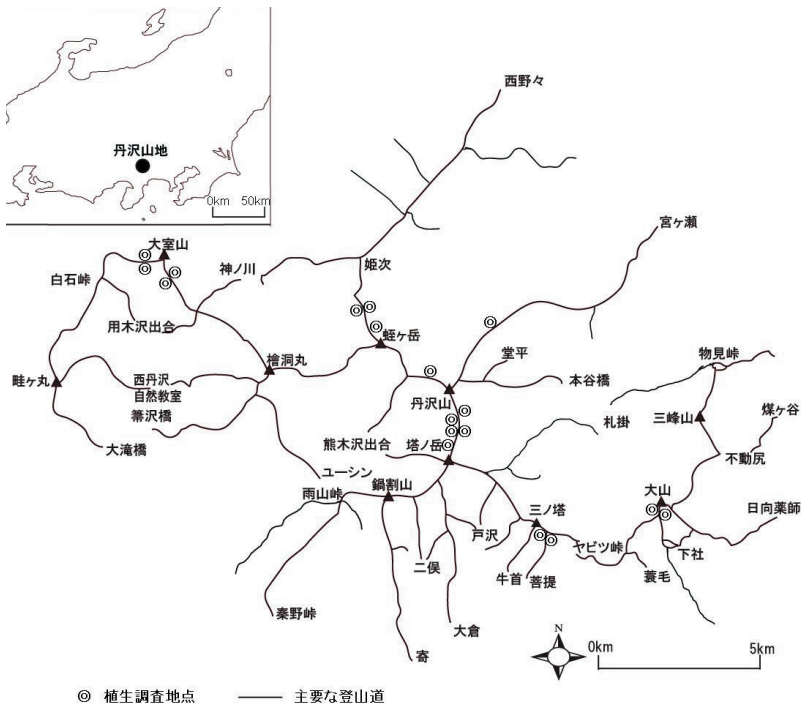 西野々
丹沢山地
0km 50km
宮ヶ瀬
大室山
白石峠
神ノ川
姫次
用木沢出合
蛭ヶ岳
堂平
物見峠
檜洞丸
畦ヶ丸
西丹沢
自然教室
本谷橋
丹沢山
煤ヶ谷
箒沢橋
札掛
三峰山
大滝橋
熊木沢出合
塔ノ岳
不動尻
ユーシン
鍋割山
大山
雨山峠
三ノ塔
日向薬師
戸沢
ヤビツ峠
下社
二俣
牛首
菩提
蓑毛
秦野峠
大倉
N
0km 5km
寄
◎ 植生調査地点 ── 主要な登山道